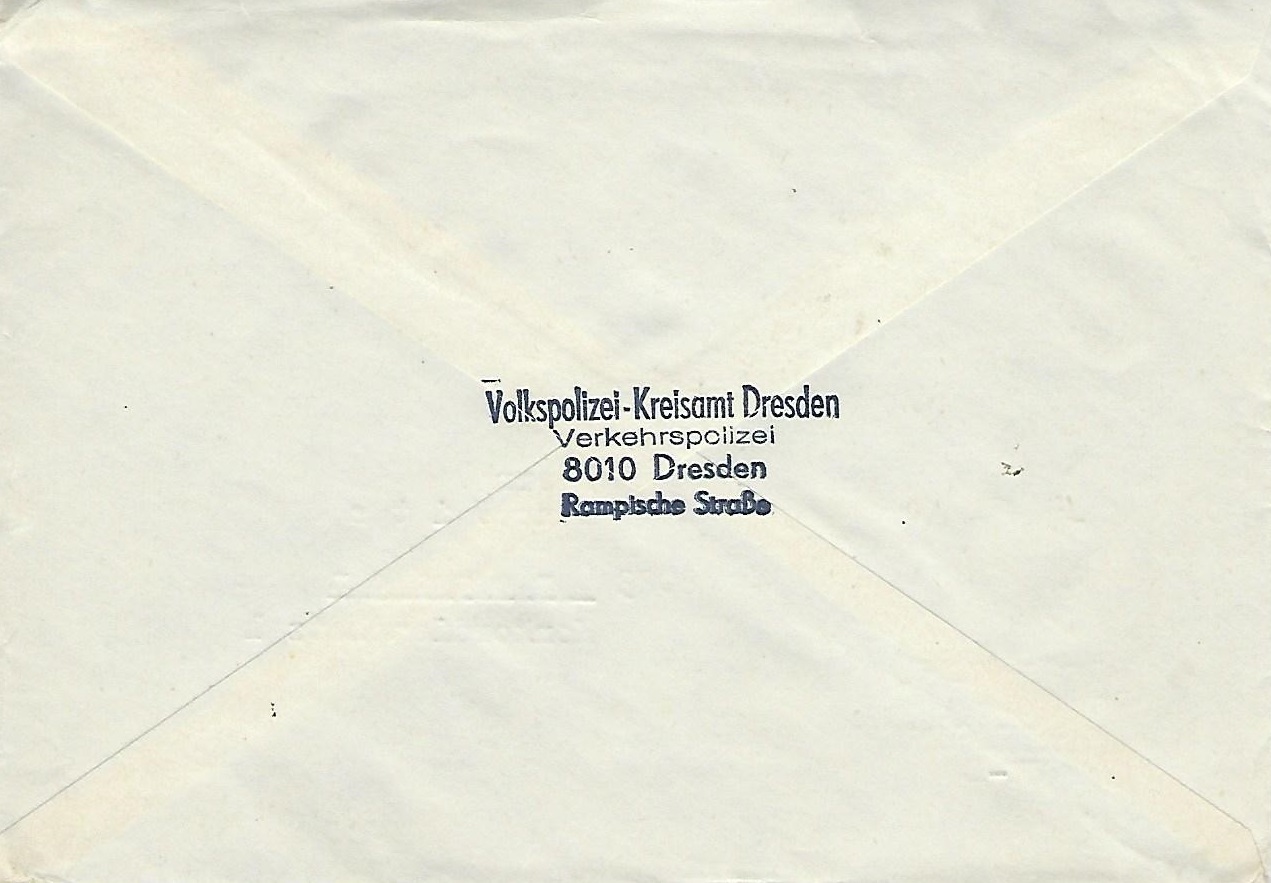 Volkspolizei-Kreisamt Dresden
Verkehrspolizei
8010 Dresden
Rampische Straße